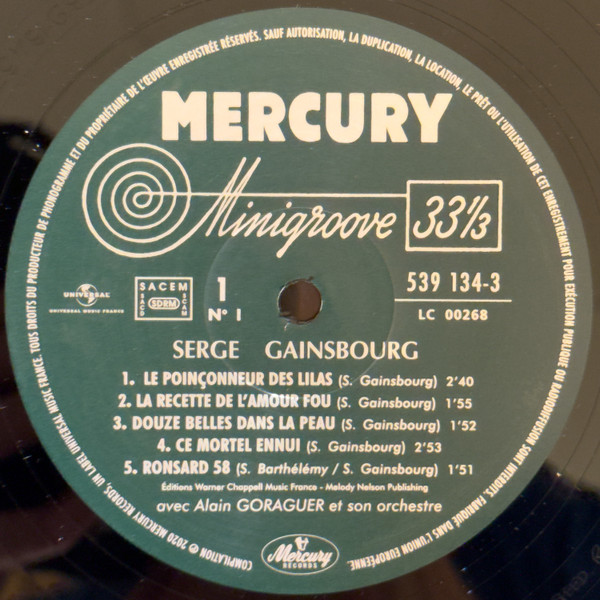 TOUS DROITS DU PRODUCTEUR DE PHONOGRAMME ET DU PROPRIÉTAIRE DE L'ŒUVRE ENREGISTRÉE RÉSERVÉS. SAUF AUTORISATION, LA DUPLICATION, LA LOCATION, LE PRÊT OU L'UTILISATION DE CET ENREGISTREMENT POUR EXÉCUTION PUBLIQUE OU RADIODIFFUSION SONT INTERDITS. FABRIQUÉ DANS L'UNION EUROPÉENNE.
MERCURY
Minigroove 33 1/3
UNIVERSAL
UNIVERSAL MUSIC FRANCE
SACEM
SACD
SDRM
SCAM
1
N° 1
539 134-3
LC 00268
SERGE GAINSBOURG
1. LE POINÇONNEUR DES LILAS (S. Gainsbourg) 2'40
2. LA RECETTE DE L'AMOUR FOU (S. Gainsbourg) 1'55
3. DOUZE BELLES DANS LA PEAU (S. Gainsbourg) 1'52
4. CE MORTEL ENNUI (S. Gainsbourg) 2'53
5. RONSARD 58 (S. Barthélémy / S. Gainsbourg) 1'51
Éditions Warner Chappell Music France - Melody Nelson Publishing
avec Alain GORAGUER et son orchestre
Mercury
RECORDS
COMPILATION ℗ 2020 MERCURY RECORDS, UN LABEL UNIVERSAL MUSIC FRANCE.